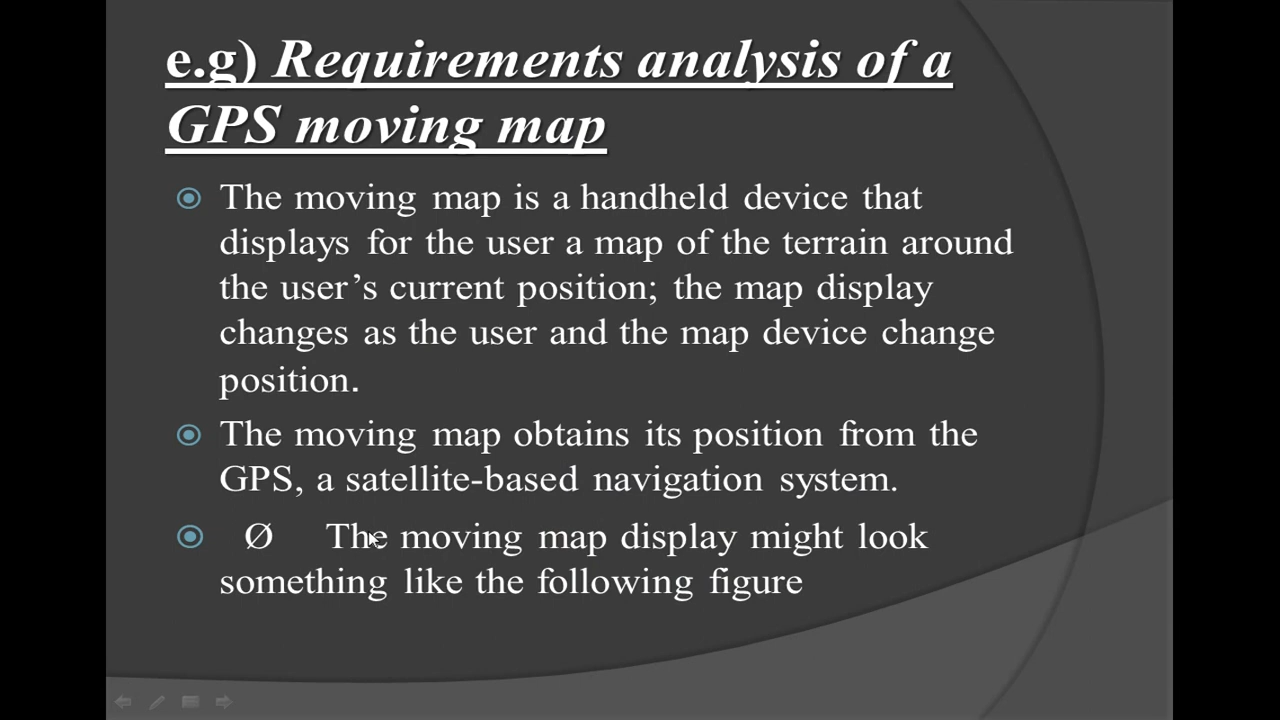 e.g) Requirements analysis of a
GPS moving map
The moving map is a handheld device that
displays for the user a map of the terrain around
the user’s current position; the map display
changes as the user and the map device change
position.
The moving map obtains its position from the
GPS, a satellite-based navigation system.
Ø The moving map display might look
something like the following figure